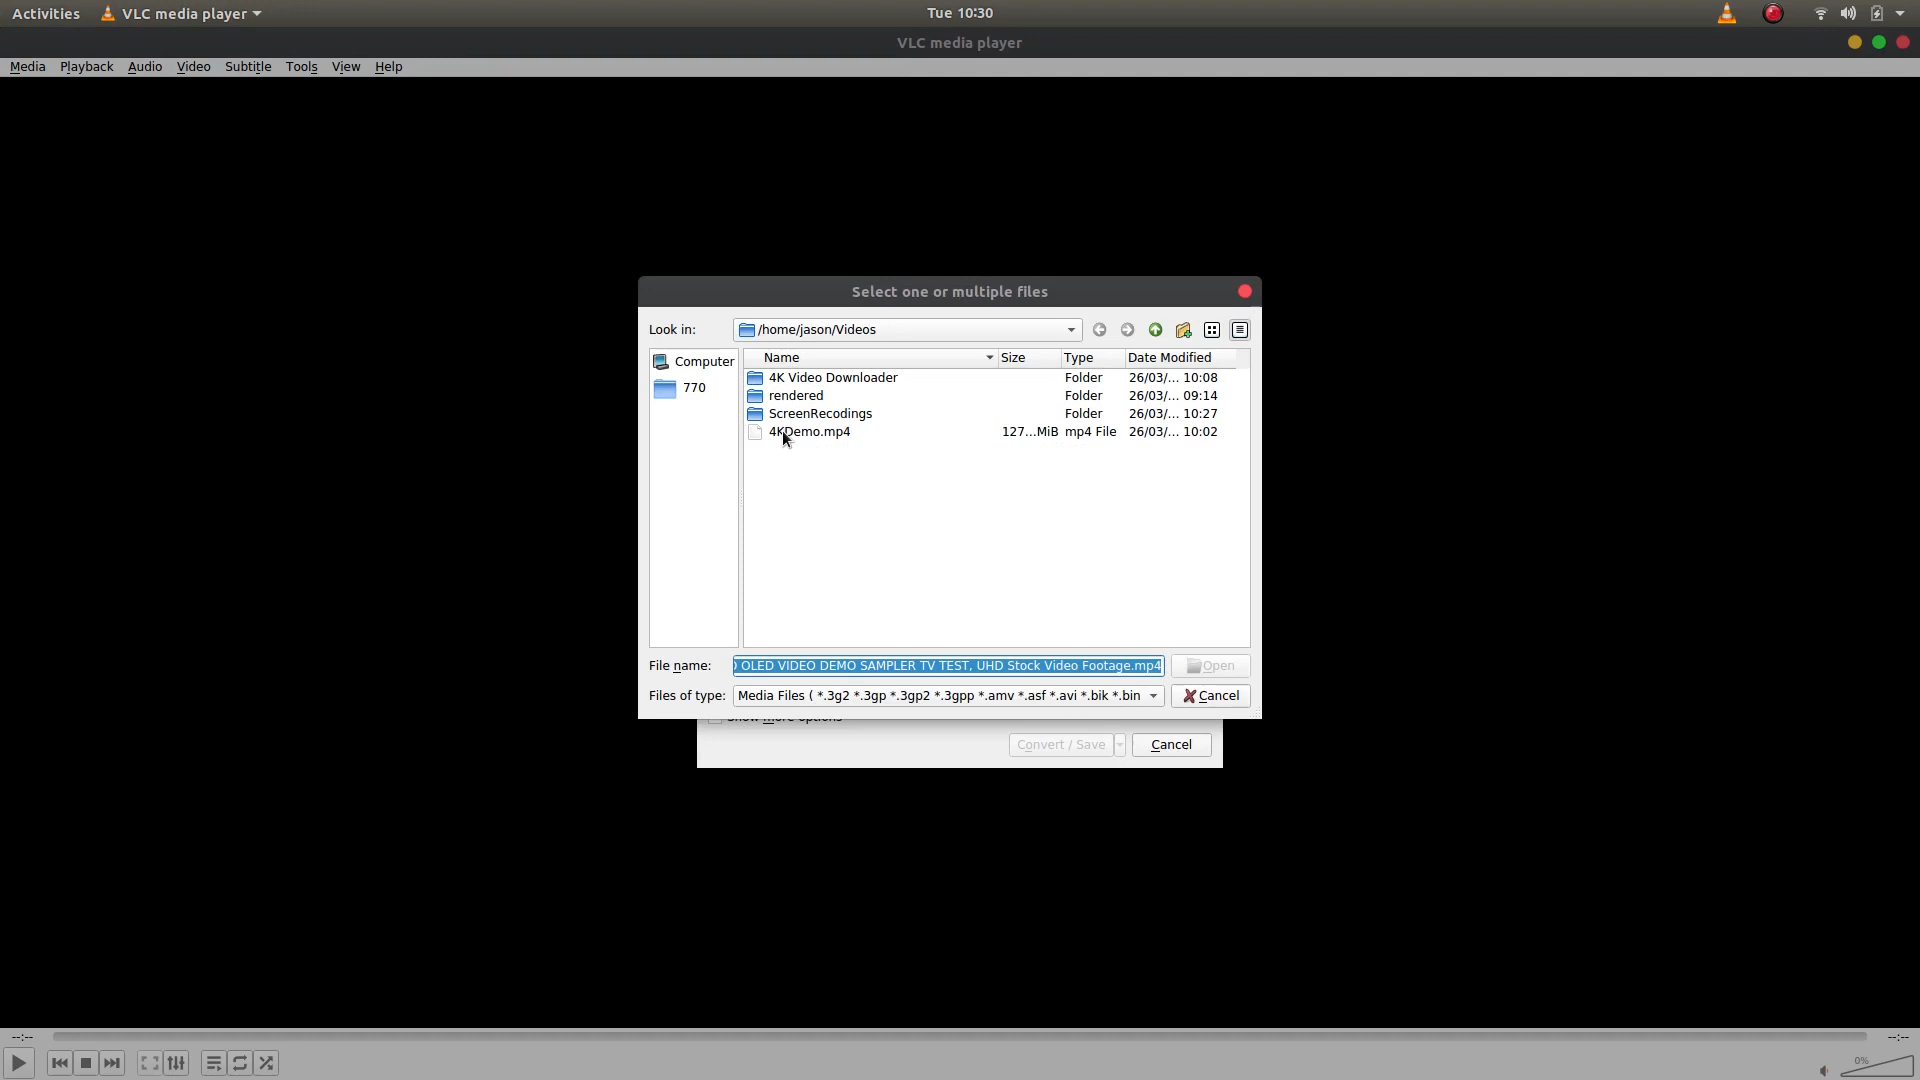 Activities VLC media player Tue 10:30
VLC media player
Media Playback Audio Video Subtitle Tools View Help
Select one or multiple files
Look in: /home/jason/Videos
Computer
770
Name Size Type Date Modified
4K Video Downloader Folder 26/03/... 10:08
rendered Folder 26/03/... 09:14
ScreenRecodings Folder 26/03/... 10:27
4KDemo.mp4 127...MiB mp4 File 26/03/... 10:02
File name: OLED VIDEO DEMO SAMPLER TV TEST, UHD Stock Video Footage.mp4 Open
Files of type: Media Files ( *.3g2 *.3gp *.3gp2 *.3gpp *.amv *.asf *.avi *.bik *.bin Cancel
Show more options
Convert / Save Cancel
--:-- --:--
0%